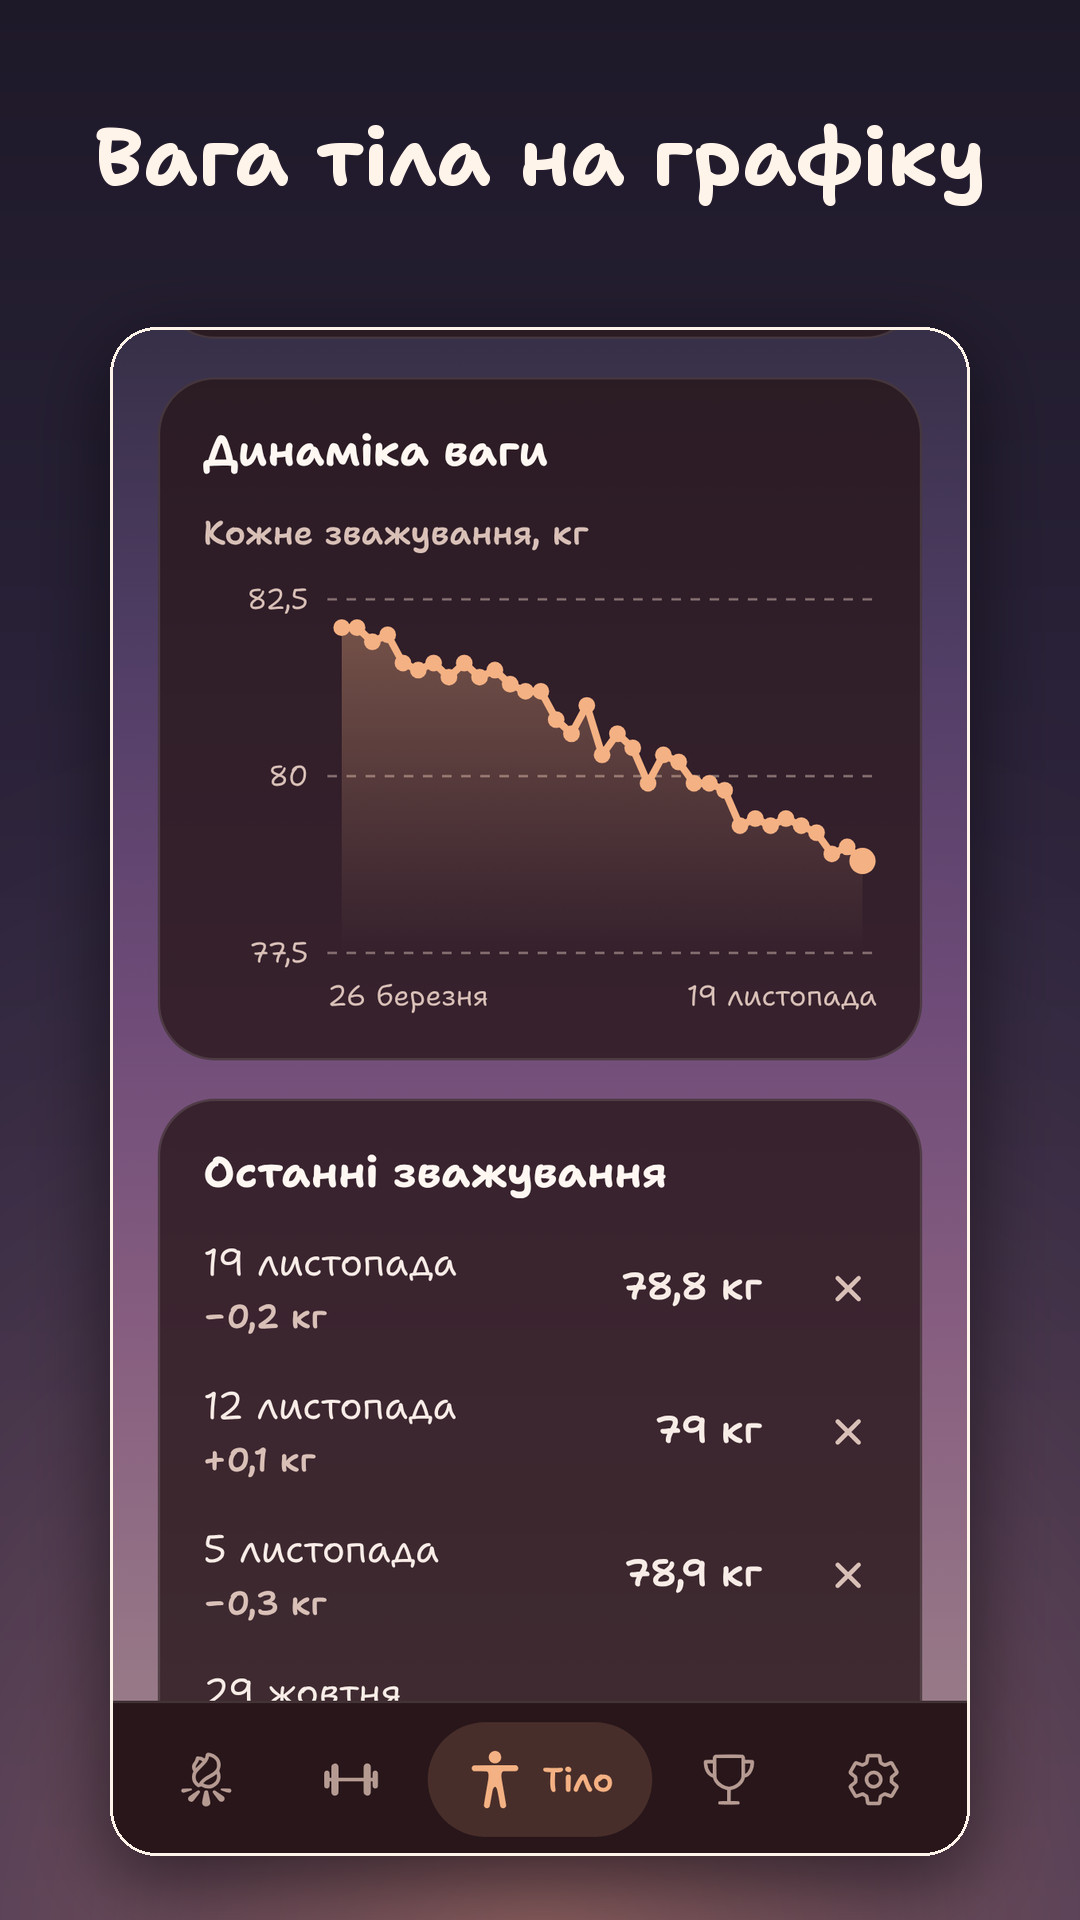 Вага тіла на графіку
Динаміка ваги
Кожне зважування, кг
82,5
80
77,5
26 березня
19 листопада
Останні зважування
19 листопада
−0,2 кг
78,8 кг
12 листопада
+0,1 кг
79 кг
5 листопада
−0,3 кг
78,9 кг
29 жовтня
Тіло